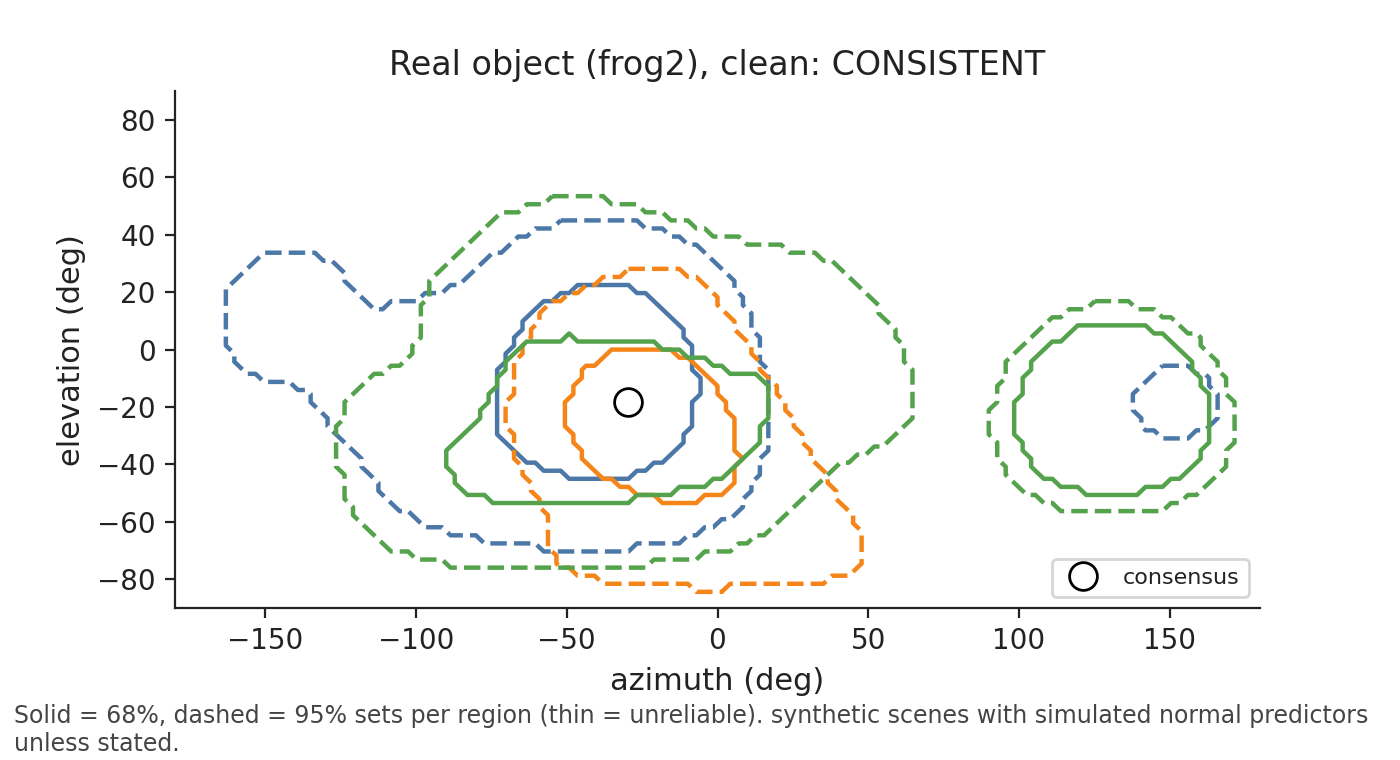 Real object (frog2), clean: CONSISTENT
80
60
40
20
0
−20
−40
−60
−80
elevation (deg)
−150
−100
−50
0
50
100
150
azimuth (deg)
consensus
Solid = 68%, dashed = 95% sets per region (thin = unreliable). synthetic scenes with simulated normal predictors
unless stated.